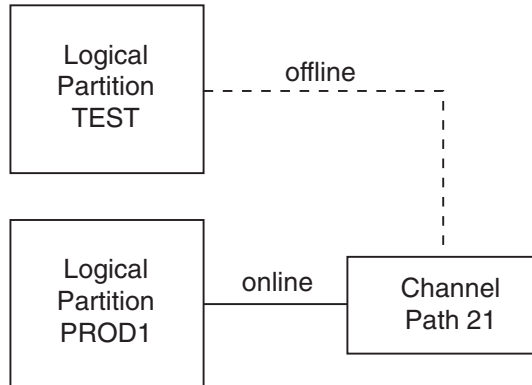 Logical
Partition
TEST
offline
Logical
Partition
PROD1
online
Channel
Path 21